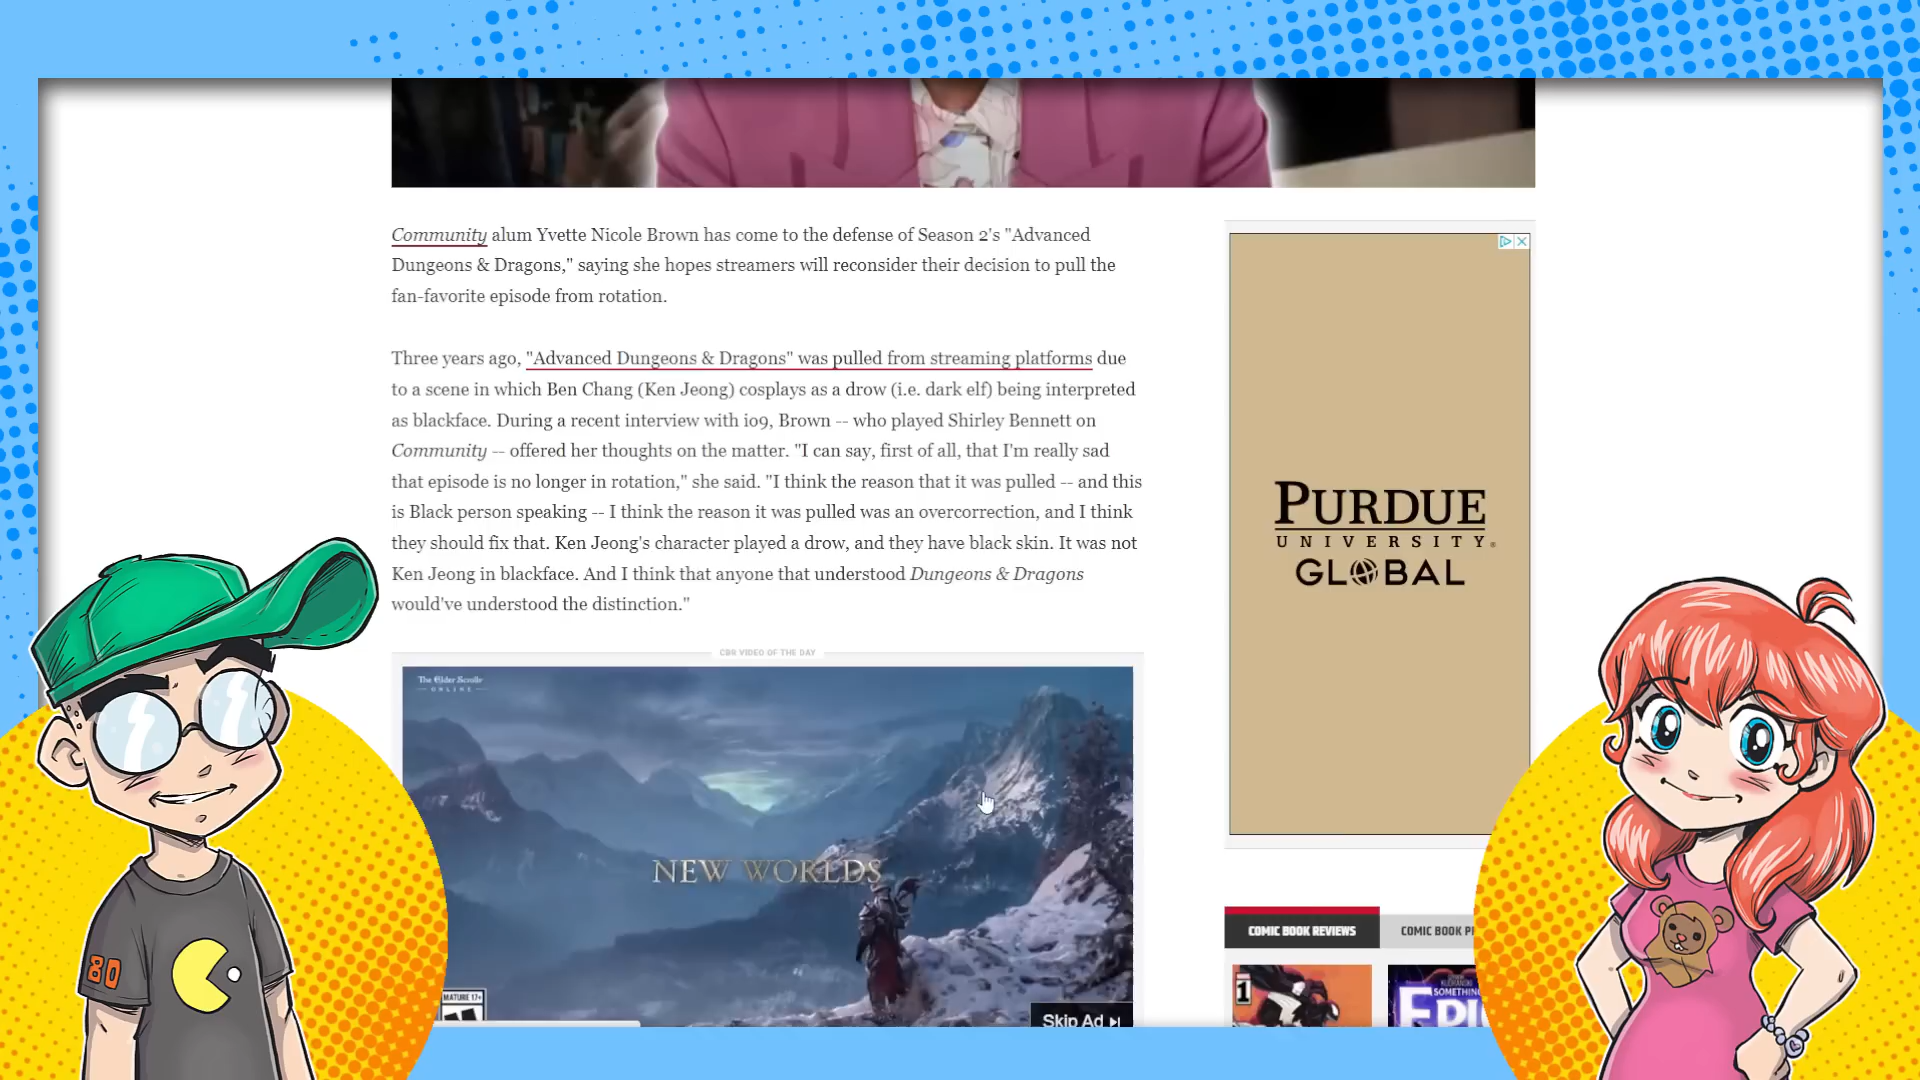 Community alum Yvette Nicole Brown has come to the defense of Season 2's "Advanced
Dungeons & Dragons," saying she hopes streamers will reconsider their decision to pull the
fan-favorite episode from rotation.
Three years ago, "Advanced Dungeons & Dragons" was pulled from streaming platforms due
to a scene in which Ben Chang (Ken Jeong) cosplays as a drow (i.e. dark elf) being interpreted
as blackface. During a recent interview with io9, Brown -- who played Shirley Bennett on
Community -- offered her thoughts on the matter. "I can say, first of all, that I'm really sad
that episode is no longer in rotation," she said. "I think the reason that it was pulled -- and this
is Black person speaking -- I think the reason it was pulled was an overcorrection, and I think
they should fix that. Ken Jeong's character played a drow, and they have black skin. It was not
Ken Jeong in blackface. And I think that anyone that understood Dungeons & Dragons
would've understood the distinction."
CBR VIDEO OF THE DAY
The Elder Scrolls
ONLINE
NEW WORLDS
MATURE 17+
Skip Ad
PURDUE
UNIVERSITY
GLOBAL
COMIC BOOK REVIEWS
COMIC BOOK
1
SOMETHING
EPIC
80